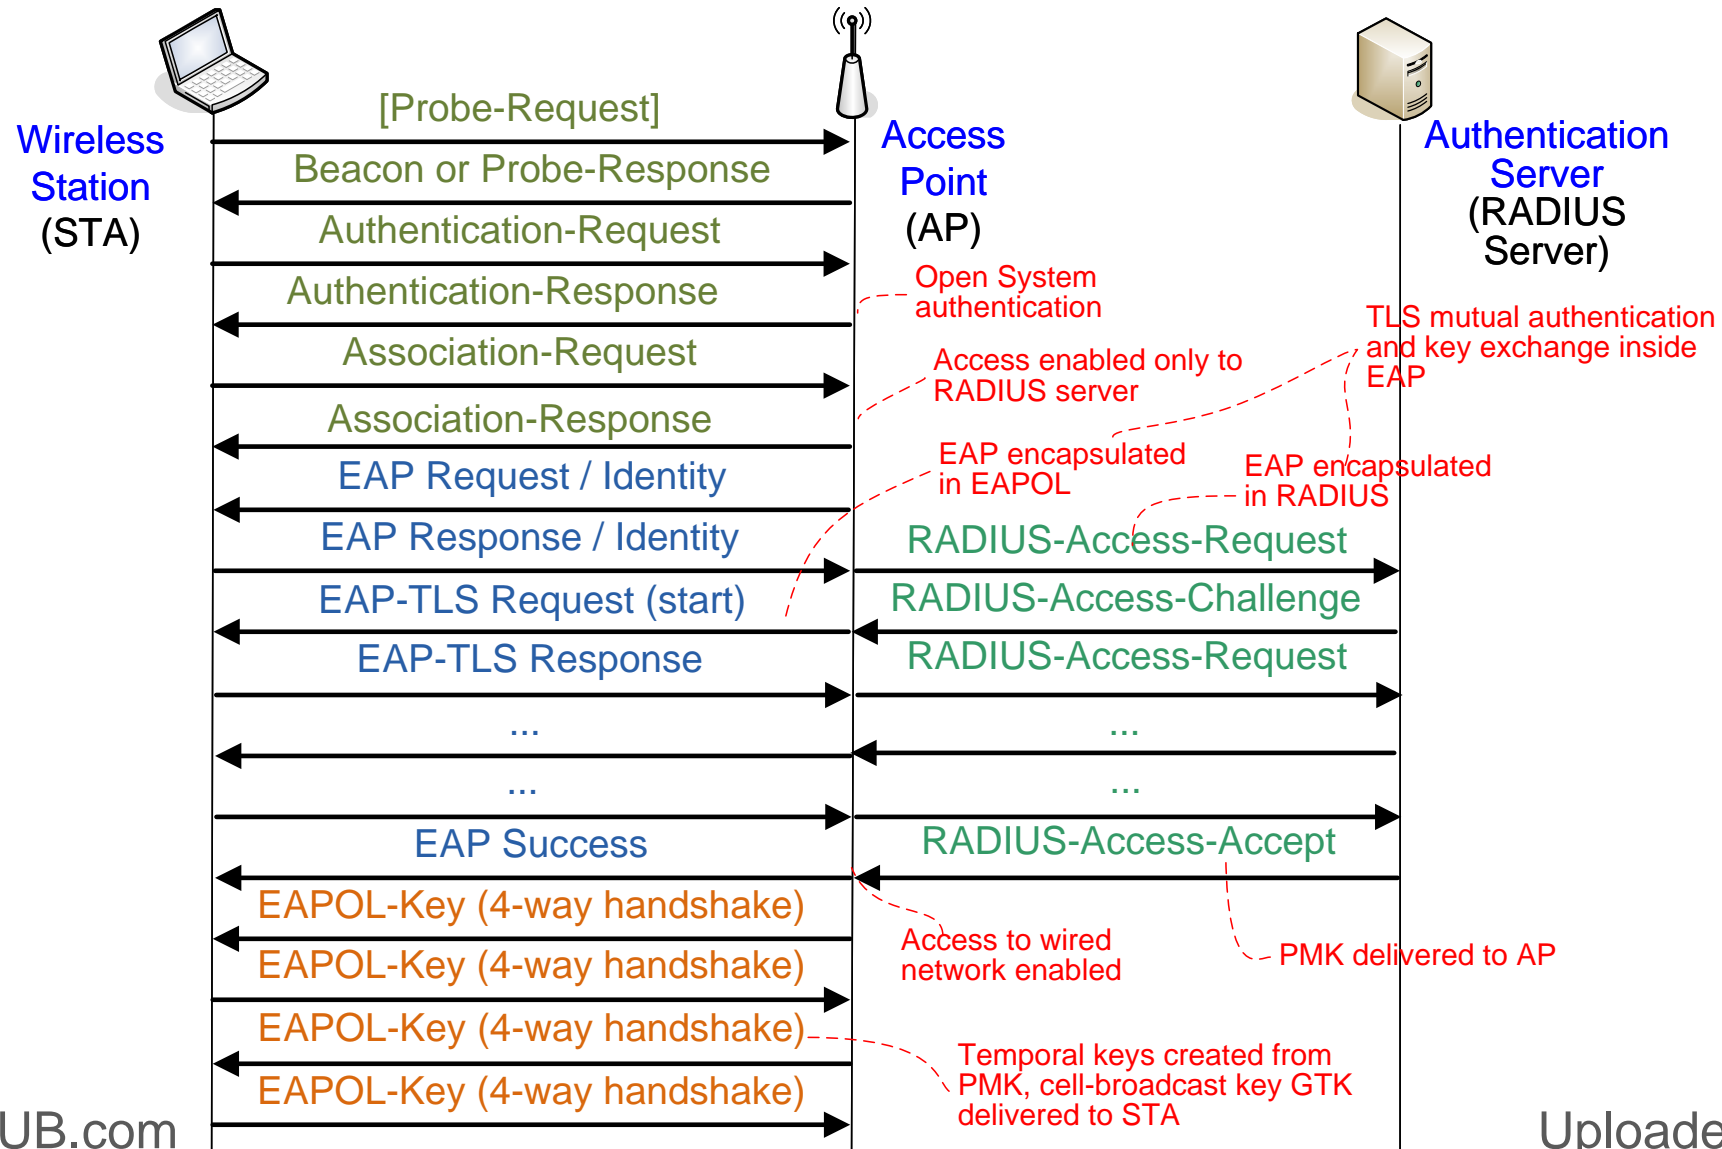 [Probe-Request]
Wireless
Station
(STA)
Access
Point
(AP)
Authentication
Server
(RADIUS
Server)
Beacon or Probe-Response
Authentication-Request
Authentication-Response
Open System
authentication
TLS mutual authentication
and key exchange inside
EAP
Association-Request
Access enabled only to
RADIUS server
Association-Response
EAP Request / Identity
EAP encapsulated
in EAPOL
EAP encapsulated
in RADIUS
EAP Response / Identity
RADIUS-Access-Request
EAP-TLS Request (start)
RADIUS-Access-Challenge
EAP-TLS Response
RADIUS-Access-Request
...
...
...
...
EAP Success
RADIUS-Access-Accept
EAPOL-Key (4-way handshake)
Access to wired
network enabled
PMK delivered to AP
EAPOL-Key (4-way handshake)
EAPOL-Key (4-way handshake)
Temporal keys created from
PMK, cell-broadcast key GTK
delivered to STA
EAPOL-Key (4-way handshake)
UB.com
Uploade